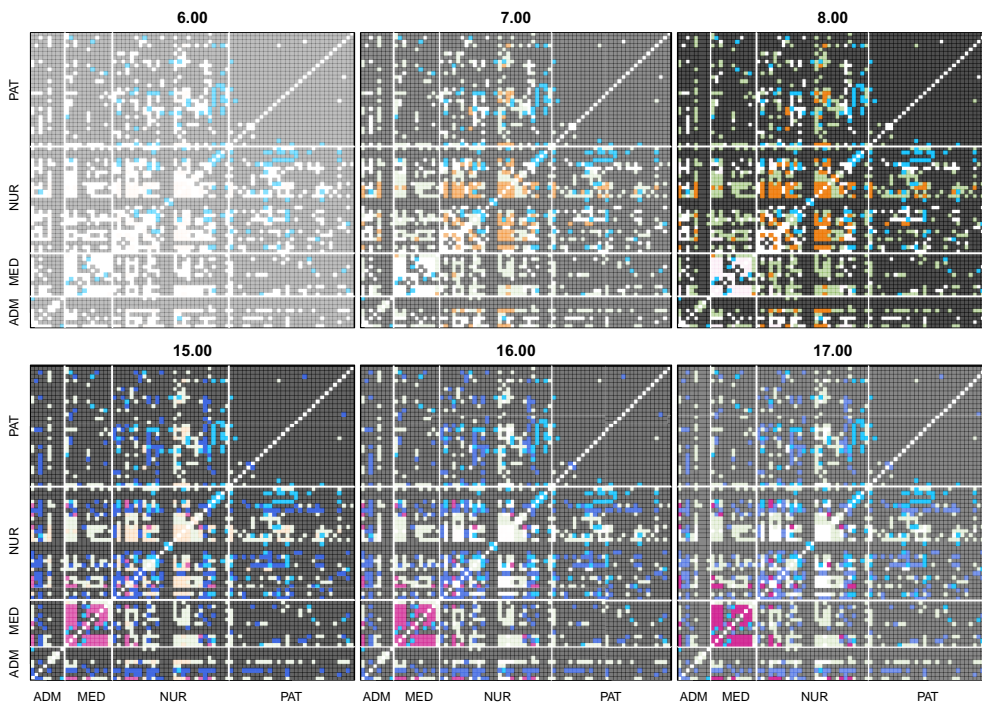 6.00 7.00 8.00
PAT
NUR
MED
ADM
15.00 16.00 17.00
PAT
NUR
MED
ADM
ADM MED NUR PAT ADM MED NUR PAT ADM MED NUR PAT